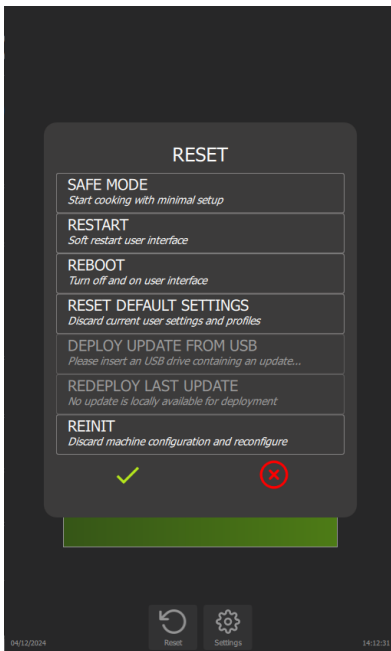 RESET
SAFE MODE
Start cooking with minimal setup
RESTART
Soft restart user interface
REBOOT
Turn off and on user interface
RESET DEFAULT SETTINGS
Discard current user settings and profiles
DEPLOY UPDATE FROM USB
Please insert an USB drive containing an update...
REDEPLOY LAST UPDATE
No update is locally available for deployment
REINIT
Discard machine configuration and reconfigure
04/12/2024
Reset
Settings
14:12:31